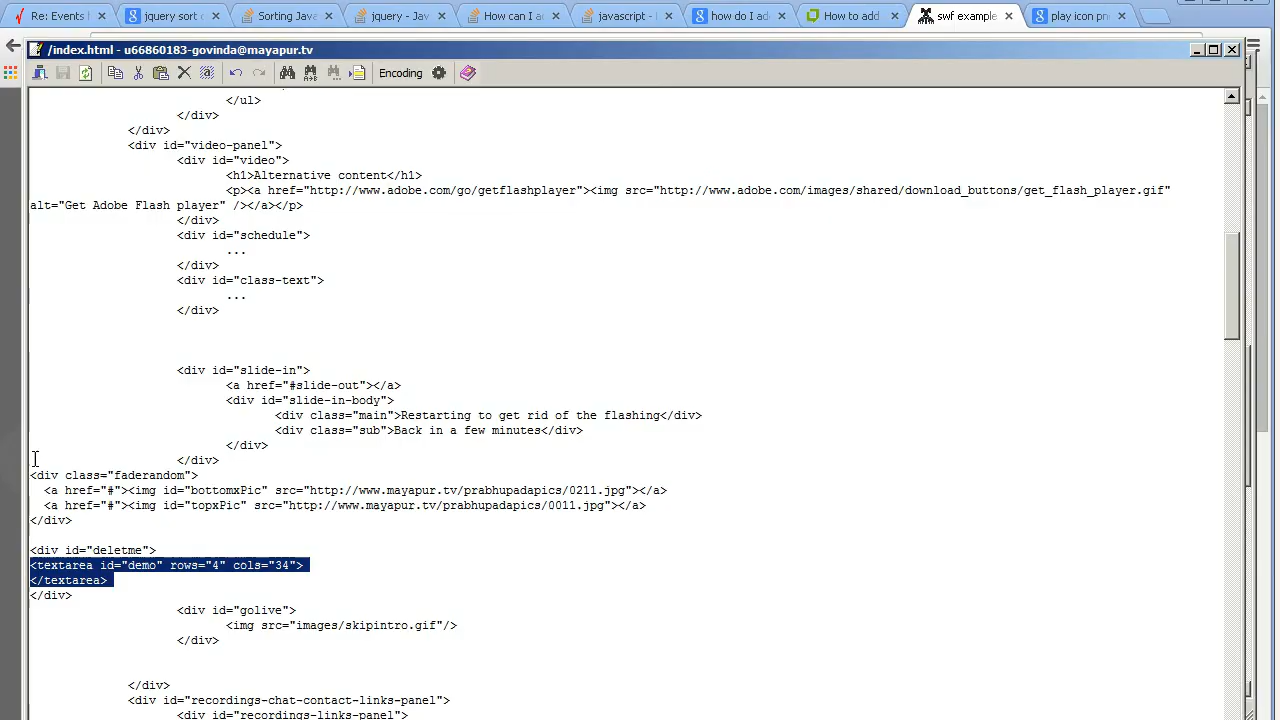 Re: Events
jquery sort
Sorting Java
jquery - Jav
How can I a
javascript -
how do I ad
How to add
swf example
play icon pn
/index.html - u66860183-govinda@mayapur.tv
Encoding
</ul>
</div>
</div>
<div id="video-panel">
<div id="video">
<h1>Alternative content</h1>
<p><a href="http://www.adobe.com/go/getflashplayer"><img src="http://www.adobe.com/images/shared/download_buttons/get_flash_player.gif"
alt="Get Adobe Flash player" /></a></p>
</div>
<div id="schedule">
...
</div>
<div id="class-text">
...
</div>
<div id="slide-in">
<a href="#slide-out"></a>
<div id="slide-in-body">
<div class="main">Restarting to get rid of the flashing</div>
<div class="sub">Back in a few minutes</div>
</div>
</div>
<div class="faderandom">
<a href="#"><img id="bottomxPic" src="http://www.mayapur.tv/prabhupadapics/0211.jpg"></a>
<a href="#"><img id="topxPic" src="http://www.mayapur.tv/prabhupadapics/0011.jpg"></a>
</div>
<div id="deletme">
<textarea id="demo" rows="4" cols="34">
</textarea>
</div>
<div id="golive">
<img src="images/skipintro.gif"/>
</div>
</div>
<div id="recordings-chat-contact-links-panel">
<div id="recordings-links-panel">